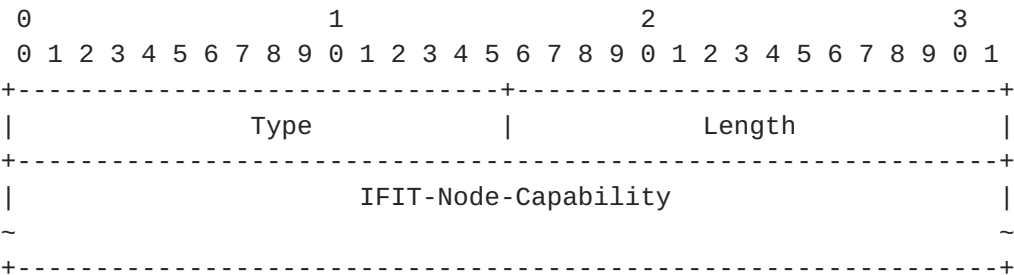 0                   1                   2                   3
 0 1 2 3 4 5 6 7 8 9 0 1 2 3 4 5 6 7 8 9 0 1 2 3 4 5 6 7 8 9 0 1
+-------------------------------+-------------------------------+
|               Type            |            Length             |
+---------------------------------------------------------------+
|                      IFIT-Node-Capability                     |
~                                                               ~
+---------------------------------------------------------------+